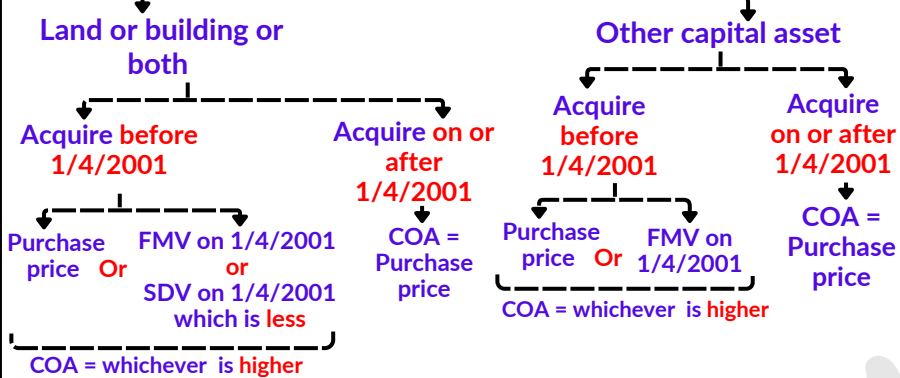 Land or building or
both
Acquire before
1/4/2001
Purchase
price Or
FMV on 1/4/2001
or
SDV on 1/4/2001
which is less
COA = whichever is higher
Acquire on or
after
1/4/2001
COA =
Purchase
price
Other capital asset
Acquire
before
1/4/2001
Purchase
price Or
FMV on
1/4/2001
COA = whichever is higher
Acquire
on or after
1/4/2001
COA =
Purchase
price